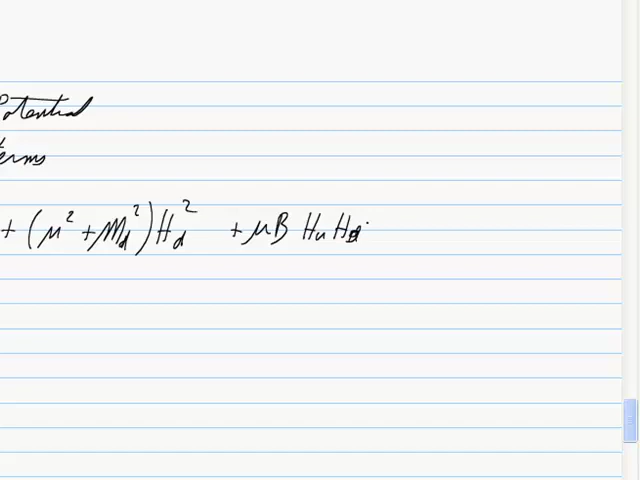 Potential
terms
+ (μ² + M_d²) H_d² + μB H_u H_d